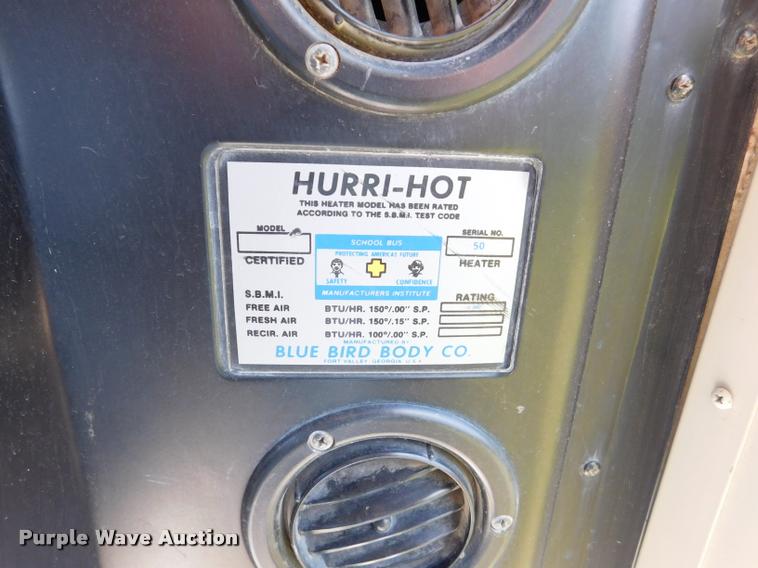 HURRI-HOT
THIS HEATER MODEL HAS BEEN RATED
ACCORDING TO THE S.B.M.I. TEST CODE
MODEL
SERIAL NO.
50
CERTIFIED
HEATER
SCHOOL BUS
PROTECTING AMERICAS FUTURE
SAFETY CONFIDENCE
MANUFACTURERS INSTITUTE
S.B.M.I. RATING
FREE AIR BTU/HR. 150°/.00" S.P.
FRESH AIR BTU/HR. 150°/.15" S.P.
RECIR. AIR BTU/HR. 100°/.00" S.P.
MANUFACTURED BY
BLUE BIRD BODY CO.
FORT VALLEY, GEORGIA, U.S.A.
Purple Wave Auction